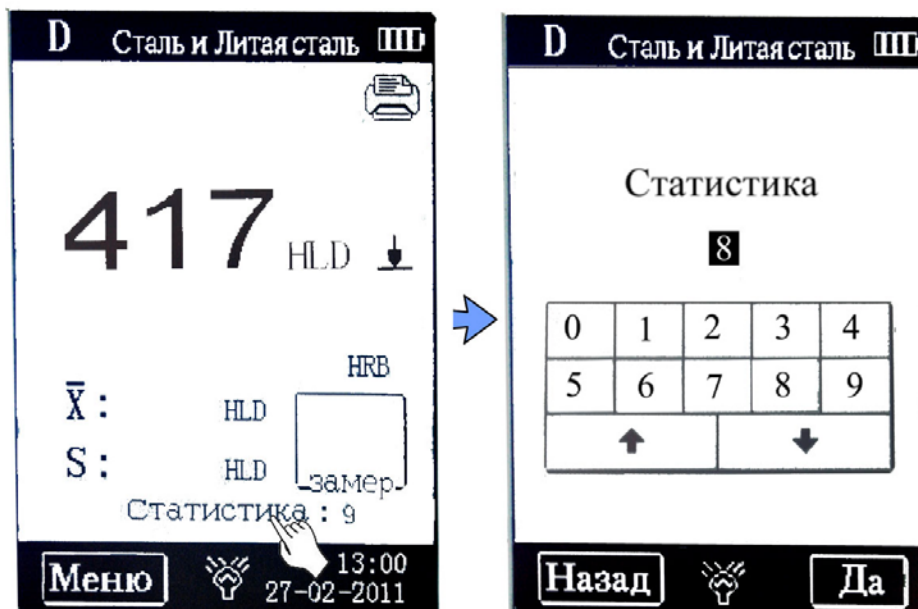 D Сталь и Литая сталь
417 HLD
HRB
X̅ : HLD
S : HLD
замер
Статистика : 9
Меню
13:00
27-02-2011
D Сталь и Литая сталь
Статистика
8
0 1 2 3 4
5 6 7 8 9
Назад Да